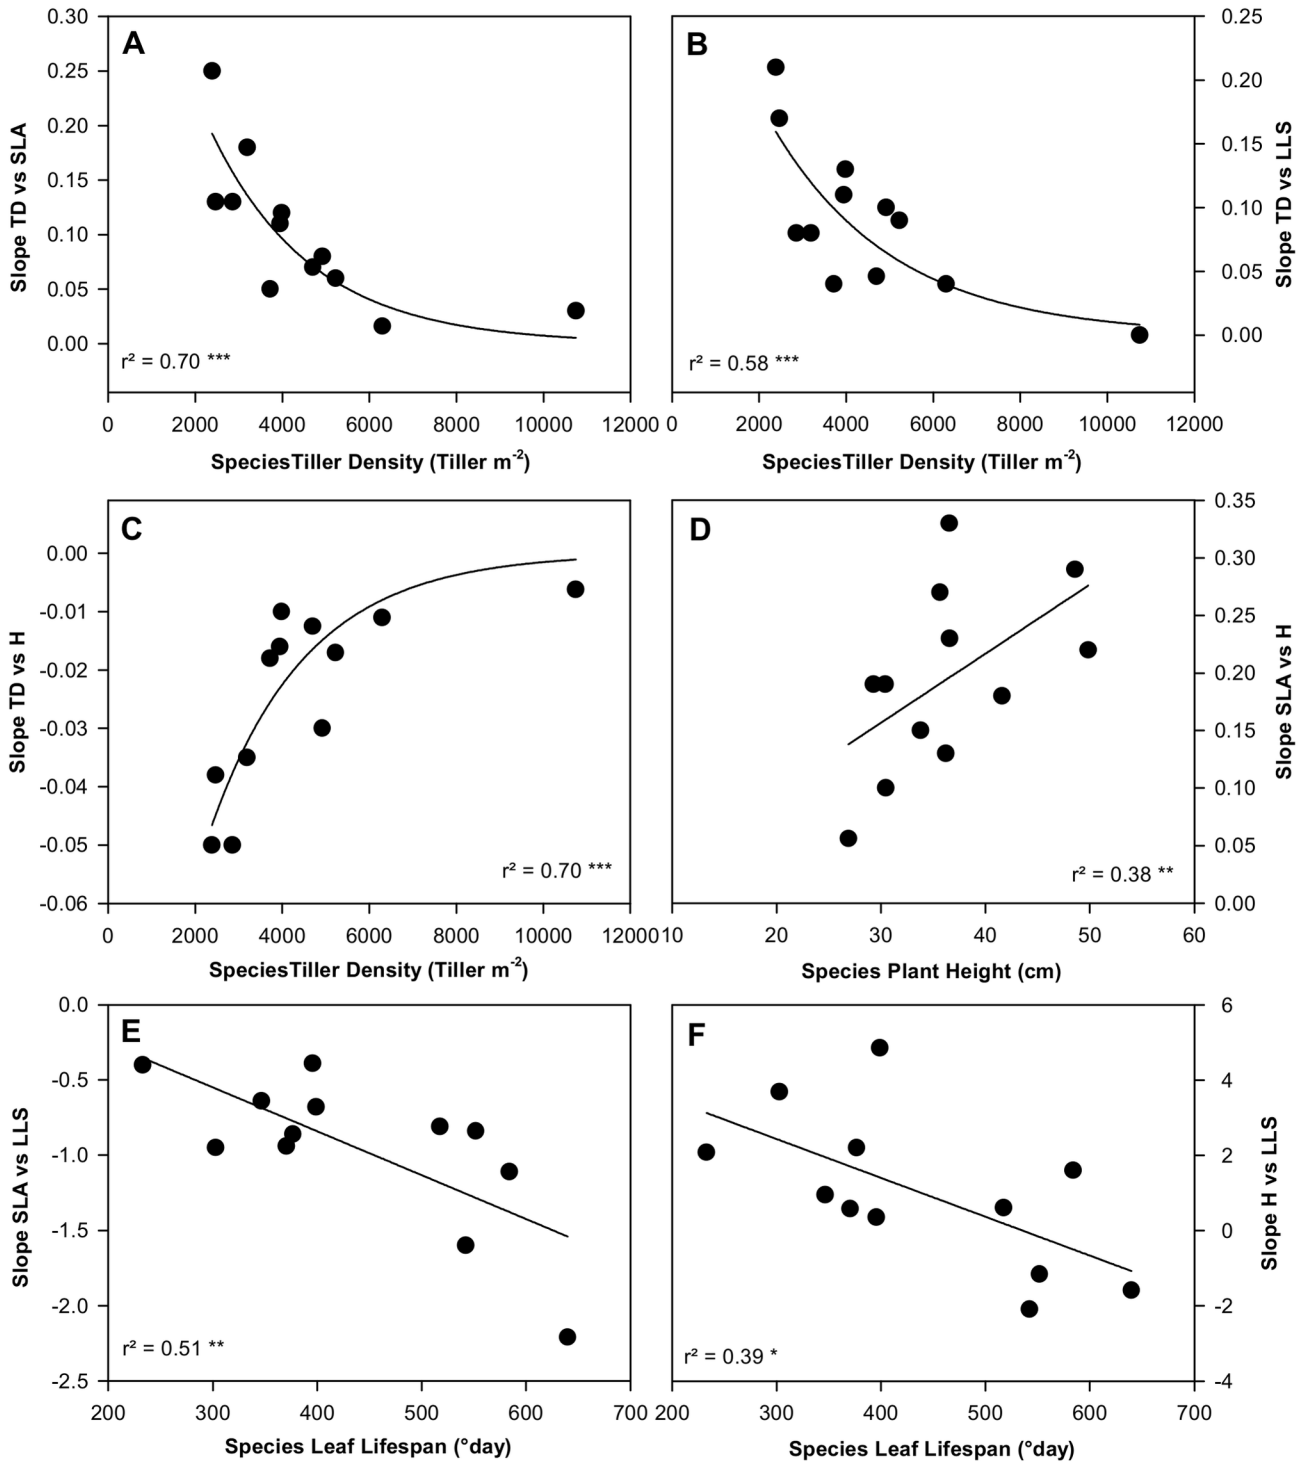 A
0.30
0.25
0.20
0.15
0.10
0.05
0.00
Slope TD vs SLA
r² = 0.70 ***
0 2000 4000 6000 8000 10000 12000
SpeciesTiller Density (Tiller m-2)
B
0.25
0.20
0.15
0.10
0.05
0.00
Slope TD vs LLS
r² = 0.58 ***
0 2000 4000 6000 8000 10000 12000
SpeciesTiller Density (Tiller m-2)
C
0.00
-0.01
-0.02
-0.03
-0.04
-0.05
-0.06
Slope TD vs H
r² = 0.70 ***
0 2000 4000 6000 8000 10000 12000
SpeciesTiller Density (Tiller m-2)
D
0.35
0.30
0.25
0.20
0.15
0.10
0.05
0.00
Slope SLA vs H
r² = 0.38 **
10 20 30 40 50 60
Species Plant Height (cm)
E
0.0
-0.5
-1.0
-1.5
-2.0
-2.5
Slope SLA vs LLS
r² = 0.51 **
200 300 400 500 600 700
Species Leaf Lifespan (°day)
F
6
4
2
0
-2
-4
Slope H vs LLS
r² = 0.39 *
200 300 400 500 600 700
Species Leaf Lifespan (°day)